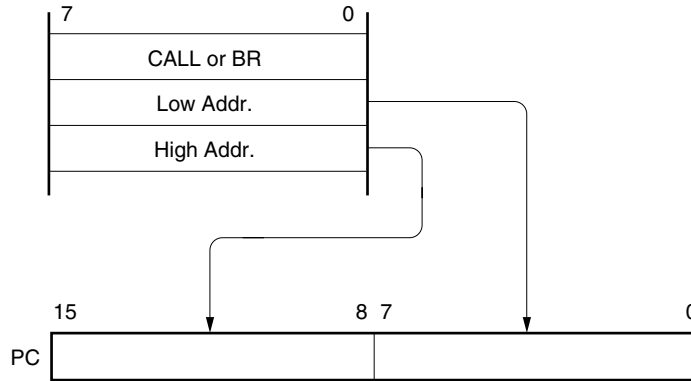 7 0
CALL or BR
Low Addr.
High Addr.
15 8 7 0
PC